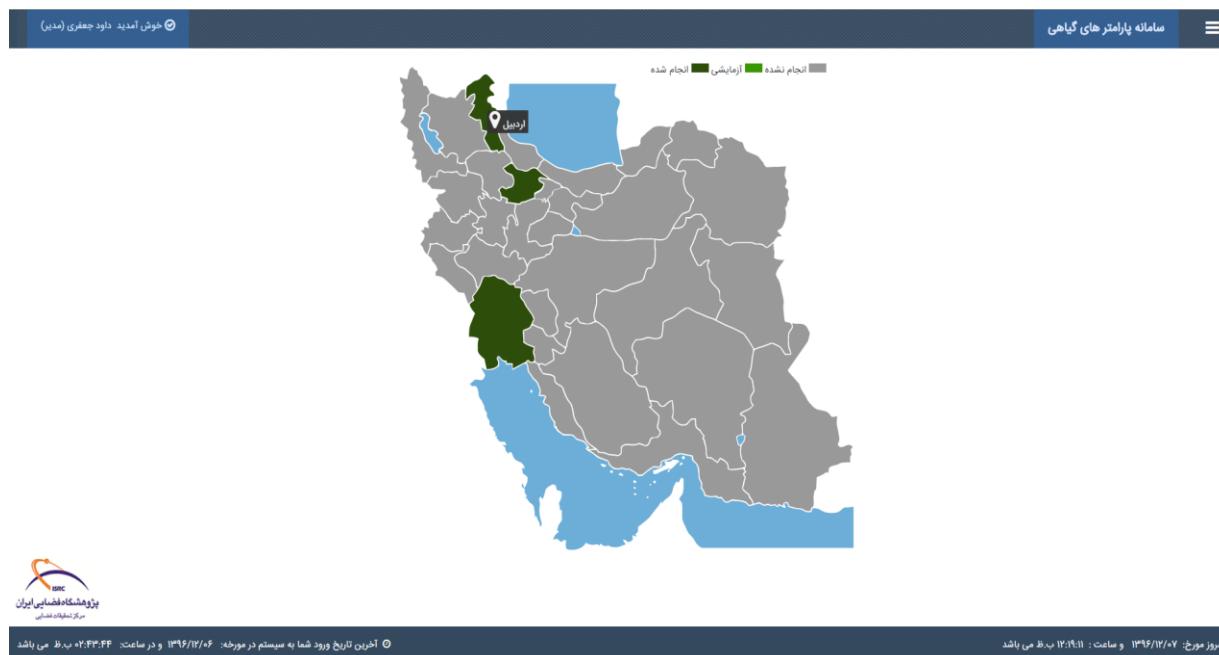 سامانه پارامتر های گیاهی
خوش آمدید داود جعفری (مدیر)
انجام نشده آزمایشی انجام شده
اردبیل
ISRC
پژوهشگاه فضایی ایران
مرکز تحقیقات فضایی
روز مورخ: ۱۳۹۶/۱۲/۰۷ و ساعت : ۱۲:۱۹:۱۱ ب.ظ می باشد
آخرین تاریخ ورود شما به سیستم در مورخه: ۱۳۹۶/۱۲/۰۶ و در ساعت: ۰۲:۴۳:۴۴ ب.ظ می باشد